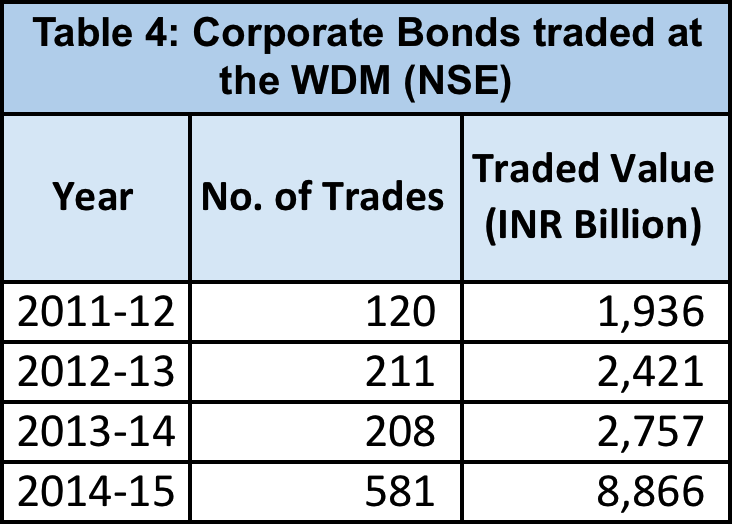 Table 4: Corporate Bonds traded at
the WDM (NSE)
Year No. of Trades Traded Value
(INR Billion)
2011-12 120 1,936
2012-13 211 2,421
2013-14 208 2,757
2014-15 581 8,866